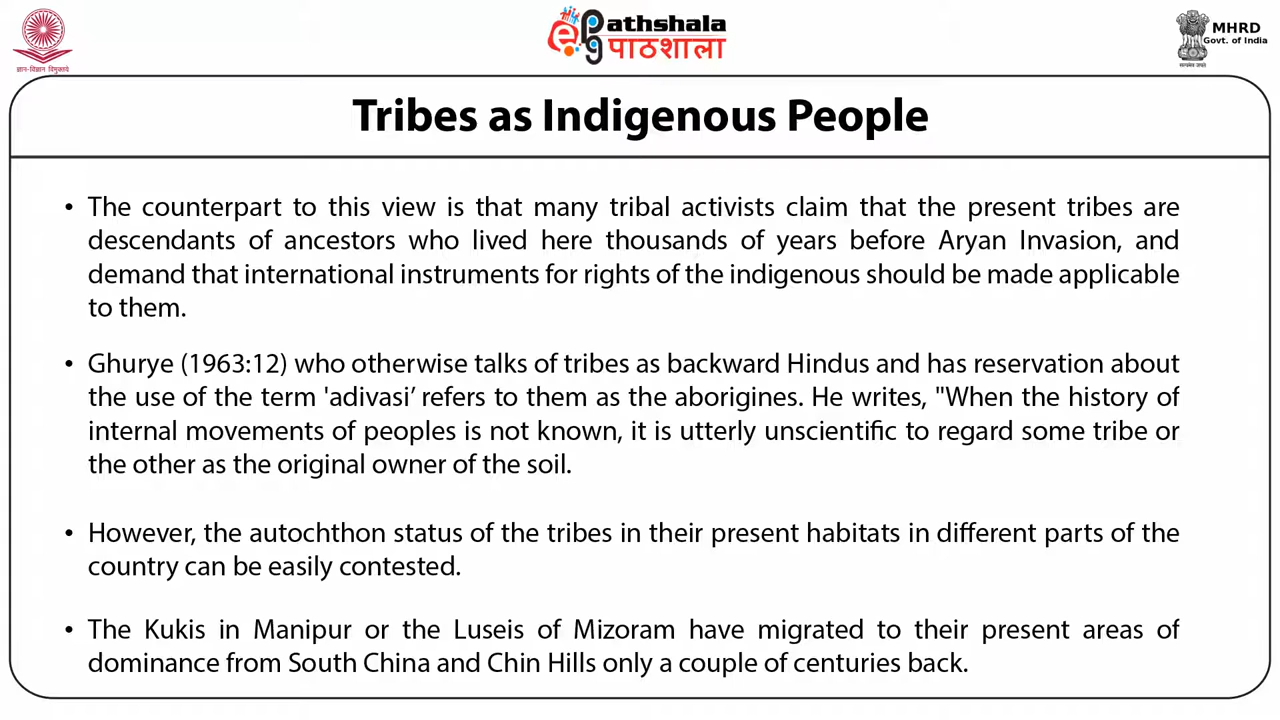 ePG Pathshala
पाठशाला
ज्ञान-विज्ञान विमुक्तये
MHRD
Govt. of India
सत्यमेव जयते
Tribes as Indigenous People
• The counterpart to this view is that many tribal activists claim that the present tribes are
descendants of ancestors who lived here thousands of years before Aryan Invasion, and
demand that international instruments for rights of the indigenous should be made applicable
to them.
• Ghurye (1963:12) who otherwise talks of tribes as backward Hindus and has reservation about
the use of the term 'adivasi’ refers to them as the aborigines. He writes, "When the history of
internal movements of peoples is not known, it is utterly unscientific to regard some tribe or
the other as the original owner of the soil.
• However, the autochthon status of the tribes in their present habitats in different parts of the
country can be easily contested.
• The Kukis in Manipur or the Luseis of Mizoram have migrated to their present areas of
dominance from South China and Chin Hills only a couple of centuries back.